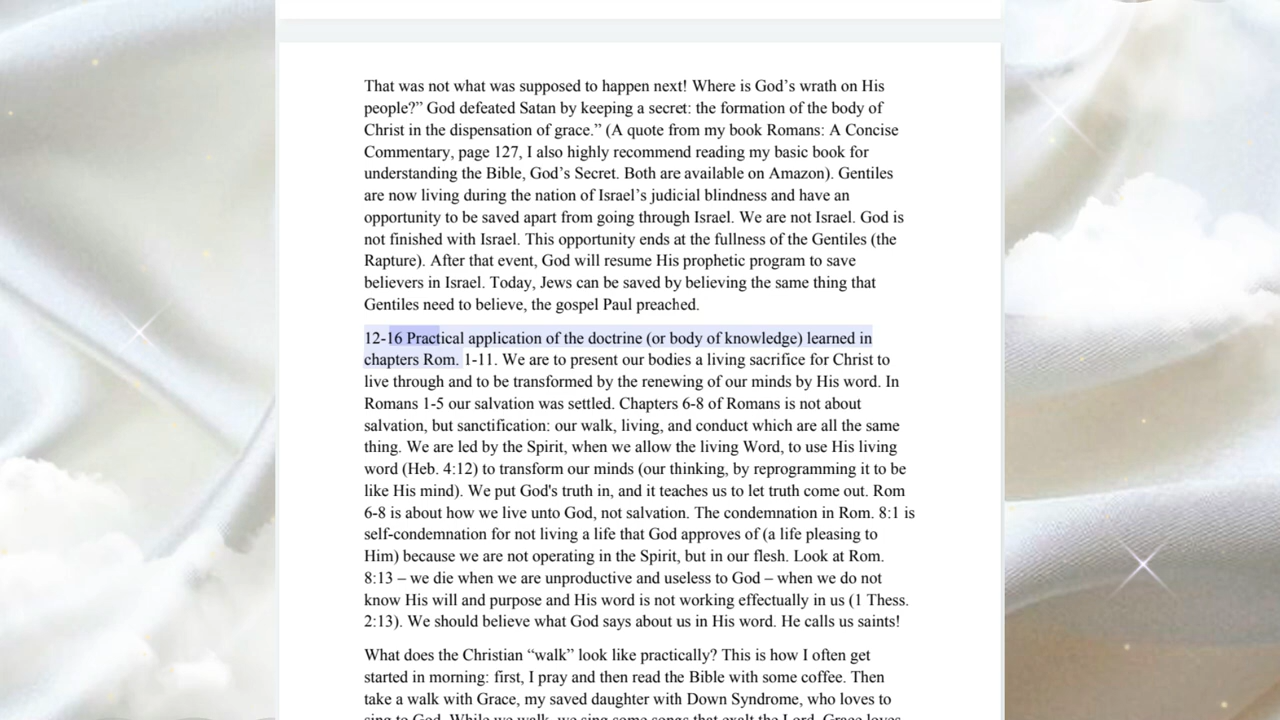 That was not what was supposed to happen next! Where is God’s wrath on His
people?” God defeated Satan by keeping a secret: the formation of the body of
Christ in the dispensation of grace.” (A quote from my book Romans: A Concise
Commentary, page 127, I also highly recommend reading my basic book for
understanding the Bible, God’s Secret. Both are available on Amazon). Gentiles
are now living during the nation of Israel’s judicial blindness and have an
opportunity to be saved apart from going through Israel. We are not Israel. God is
not finished with Israel. This opportunity ends at the fullness of the Gentiles (the
Rapture). After that event, God will resume His prophetic program to save
believers in Israel. Today, Jews can be saved by believing the same thing that
Gentiles need to believe, the gospel Paul preached.
12-16 Practical application of the doctrine (or body of knowledge) learned in
chapters Rom. 1-11. We are to present our bodies a living sacrifice for Christ to
live through and to be transformed by the renewing of our minds by His word. In
Romans 1-5 our salvation was settled. Chapters 6-8 of Romans is not about
salvation, but sanctification: our walk, living, and conduct which are all the same
thing. We are led by the Spirit, when we allow the living Word, to use His living
word (Heb. 4:12) to transform our minds (our thinking, by reprogramming it to be
like His mind). We put God's truth in, and it teaches us to let truth come out. Rom
6-8 is about how we live unto God, not salvation. The condemnation in Rom. 8:1 is
self-condemnation for not living a life that God approves of (a life pleasing to
Him) because we are not operating in the Spirit, but in our flesh. Look at Rom.
8:13 – we die when we are unproductive and useless to God – when we do not
know His will and purpose and His word is not working effectually in us (1 Thess.
2:13). We should believe what God says about us in His word. He calls us saints!
What does the Christian “walk” look like practically? This is how I often get
started in morning: first, I pray and then read the Bible with some coffee. Then
take a walk with Grace, my saved daughter with Down Syndrome, who loves to
sing to God. While we walk, we sing some songs that exalt the Lord. Grace loves